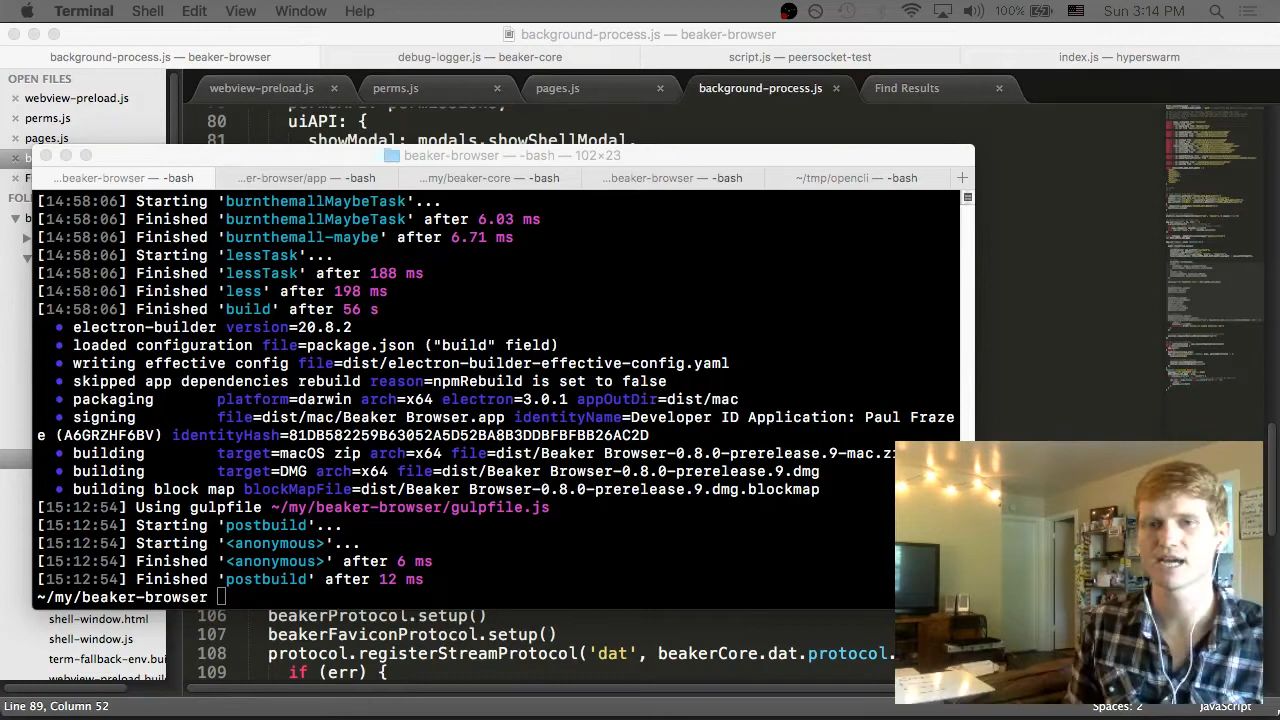 Terminal Shell Edit View Window Help 100% Sun 3:14 PM
background-process.js — beaker-browser
background-process.js — beaker-browser debug-logger.js — beaker-core script.js — peersocket-test index.js — hyperswarm
OPEN FILES
webview-preload.js
perms.js
pages.js
webview-preload.js perms.js pages.js background-process.js Find Results
80 uiAPI: {
81
beaker-browser — -bash — 102×23
...beaker-browser — -bash ...er-browser — -bash ...my/beaker-browser — -bash ...beaker-browser — -bash ~/tmp/opencli — -bash
[14:58:06] Starting 'burnthemallMaybeTask'...
[14:58:06] Finished 'burnthemallMaybeTask' after 6.03 ms
[14:58:06] Finished 'burnthemall-maybe' after 6.71 ms
[14:58:06] Starting 'lessTask'...
[14:58:06] Finished 'lessTask' after 188 ms
[14:58:06] Finished 'less' after 198 ms
[14:58:06] Finished 'build' after 56 s
• electron-builder version=20.8.2
• loaded configuration file=package.json ("build" field)
• writing effective config file=dist/electron-builder-effective-config.yaml
• skipped app dependencies rebuild reason=npmRebuild is set to false
• packaging platform=darwin arch=x64 electron=3.0.1 appOutDir=dist/mac
• signing file=dist/mac/Beaker Browser.app identityName=Developer ID Application: Paul Fraze
e (A6GRZHF6BV) identityHash=81DB582259B63052A5D52BA8B3DDBFBFBB26AC2D
• building target=macOS zip arch=x64 file=dist/Beaker Browser-0.8.0-prerelease.9-mac.zi
• building target=DMG arch=x64 file=dist/Beaker Browser-0.8.0-prerelease.9.dmg
• building block map blockMapFile=dist/Beaker Browser-0.8.0-prerelease.9.dmg.blockmap
[15:12:54] Using gulpfile ~/my/beaker-browser/gulpfile.js
[15:12:54] Starting 'postbuild'...
[15:12:54] Starting '<anonymous>'...
[15:12:54] Finished '<anonymous>' after 6 ms
[15:12:54] Finished 'postbuild' after 12 ms
~/my/beaker-browser
106 beakerProtocol.setup()
107 beakerFaviconProtocol.setup()
108 protocol.registerStreamProtocol('dat', beakerCore.dat.protocol.
109 if (err) {
shell-window.html
shell-window.js
term-fallback-env.bui
Line 89, Column 52 Spaces: 2 JavaScript